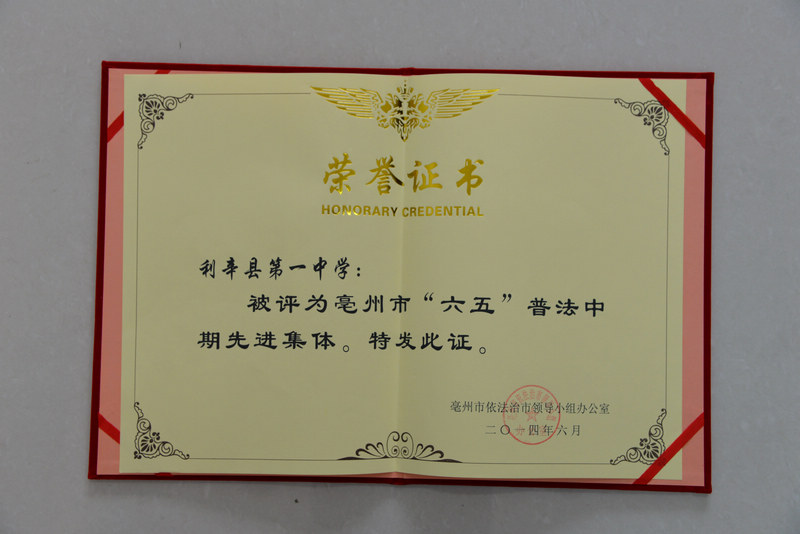 荣誉证书
HONORARY CREDENTIAL
利辛县第一中学：
被评为亳州市“六五”普法中
期先进集体。特发此证。
亳州市依法治市领导小组办公室
二〇一四年六月